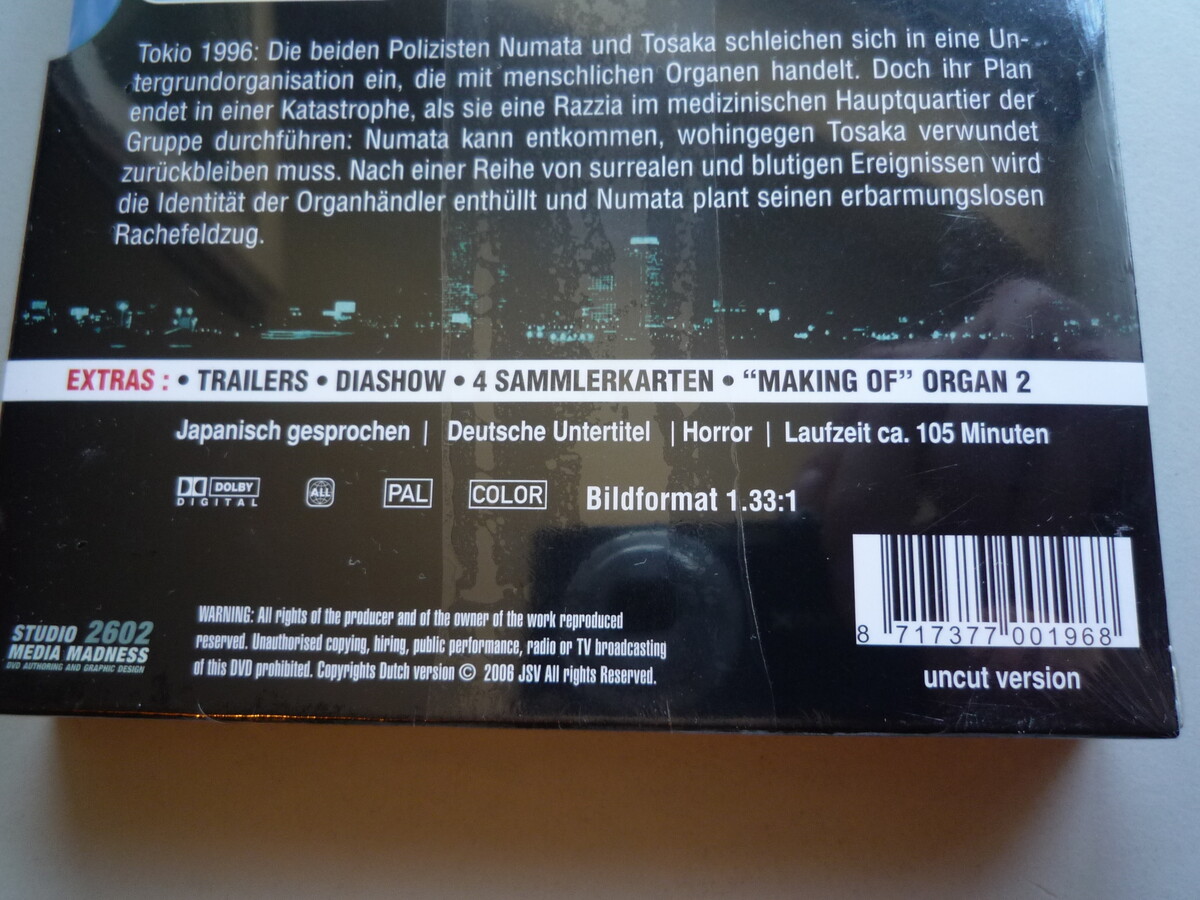 Tokio 1996: Die beiden Polizisten Numata und Tosaka schleichen sich in eine Un-
tergrundorganisation ein, die mit menschlichen Organen handelt. Doch ihr Plan
endet in einer Katastrophe, als sie eine Razzia im medizinischen Hauptquartier der
Gruppe durchführen: Numata kann entkommen, wohingegen Tosaka verwundet
zurückbleiben muss. Nach einer Reihe von surrealen und blutigen Ereignissen wird
die Identität der Organhändler enthüllt und Numata plant seinen erbarmungslosen
Rachefeldzug.
EXTRAS : • TRAILERS • DIASHOW • 4 SAMMLERKARTEN • “MAKING OF” ORGAN 2
Japanisch gesprochen | Deutsche Untertitel | Horror | Laufzeit ca. 105 Minuten
DOLBY DIGITAL ALL PAL COLOR Bildformat 1.33:1
WARNING: All rights of the producer and of the owner of the work reproduced
reserved. Unauthorised copying, hiring, public performance, radio or TV broadcasting
of this DVD prohibited. Copyrights Dutch version © 2006 JSV All rights Reserved.
STUDIO 2602
MEDIA MADNESS
DVD AUTHORING AND GRAPHIC DESIGN
8 717377 001968
uncut version